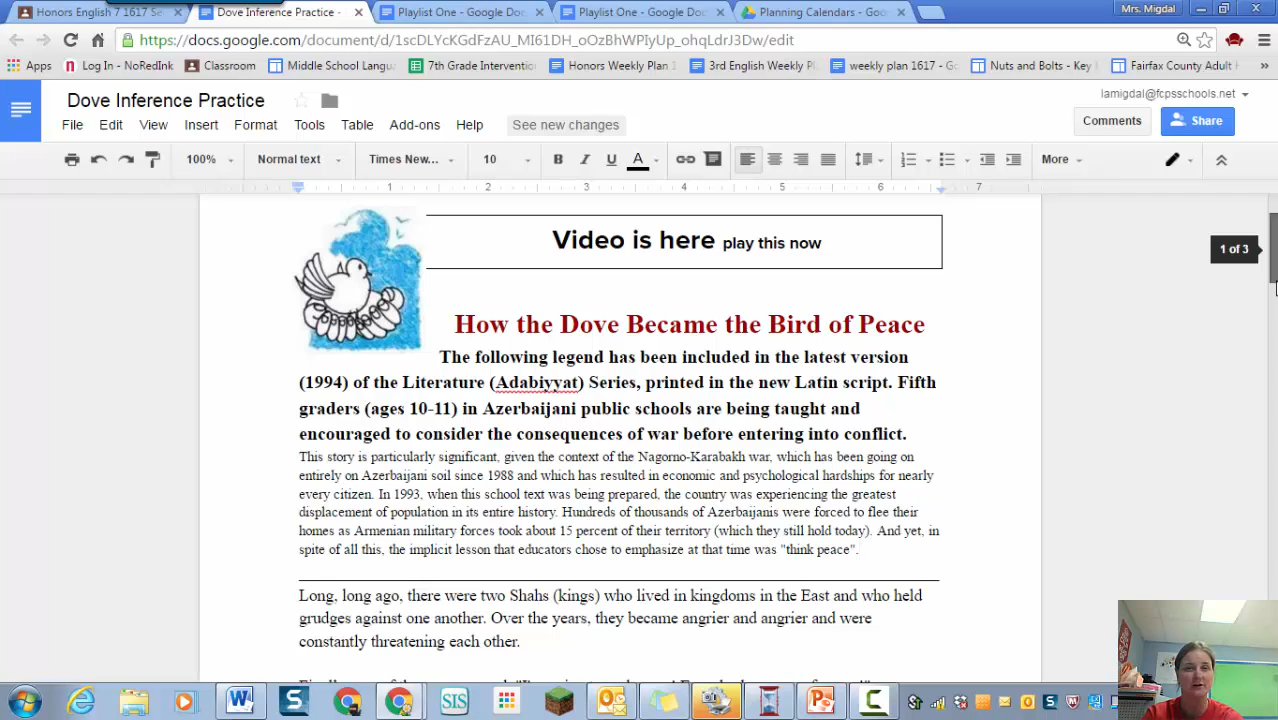 Honors English 7 1617 Se
Dove Inference Practice -
Playlist One - Google Do
Playlist One - Google Do
Planning Calendars - Goo
Mrs. Migdal
https://docs.google.com/document/d/1scDLYcKGdFzAU_MI61DH_oOzBhWPIyUp_ohqLdrJ3Dw/edit
Apps
Log In - NoRedInk
Classroom
Middle School Langu
7th Grade Interventio
Honors Weekly Plan 1
3rd English Weekly P
weekly plan 1617 - G
Nuts and Bolts - Key
Fairfax County Adult
Dove Inference Practice
lamigdal@fcpsschools.net
File Edit View Insert Format Tools Table Add-ons Help See new changes
Comments
Share
100% Normal text Times New... 10 B I U A More
1 2 3 4 5 6 7
Video is here play this now
1 of 3
How the Dove Became the Bird of Peace
The following legend has been included in the latest version
(1994) of the Literature (Adabiyyat) Series, printed in the new Latin script. Fifth
graders (ages 10-11) in Azerbaijani public schools are being taught and
encouraged to consider the consequences of war before entering into conflict.
This story is particularly significant, given the context of the Nagorno-Karabakh war, which has been going on
entirely on Azerbaijani soil since 1988 and which has resulted in economic and psychological hardships for nearly
every citizen. In 1993, when this school text was being prepared, the country was experiencing the greatest
displacement of population in its entire history. Hundreds of thousands of Azerbaijanis were forced to flee their
homes as Armenian military forces took about 15 percent of their territory (which they still hold today). And yet, in
spite of all this, the implicit lesson that educators chose to emphasize at that time was "think peace".
Long, long ago, there were two Shahs (kings) who lived in kingdoms in the East and who held
grudges against one another. Over the years, they became angrier and angrier and were
constantly threatening each other.
SIS